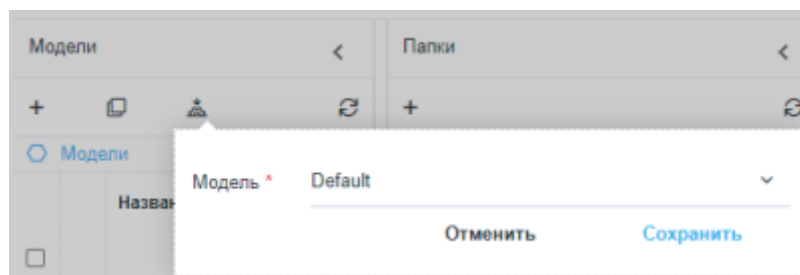 Модели
Папки
Модели
Модель *
Default
Назван
Отменить
Сохранить